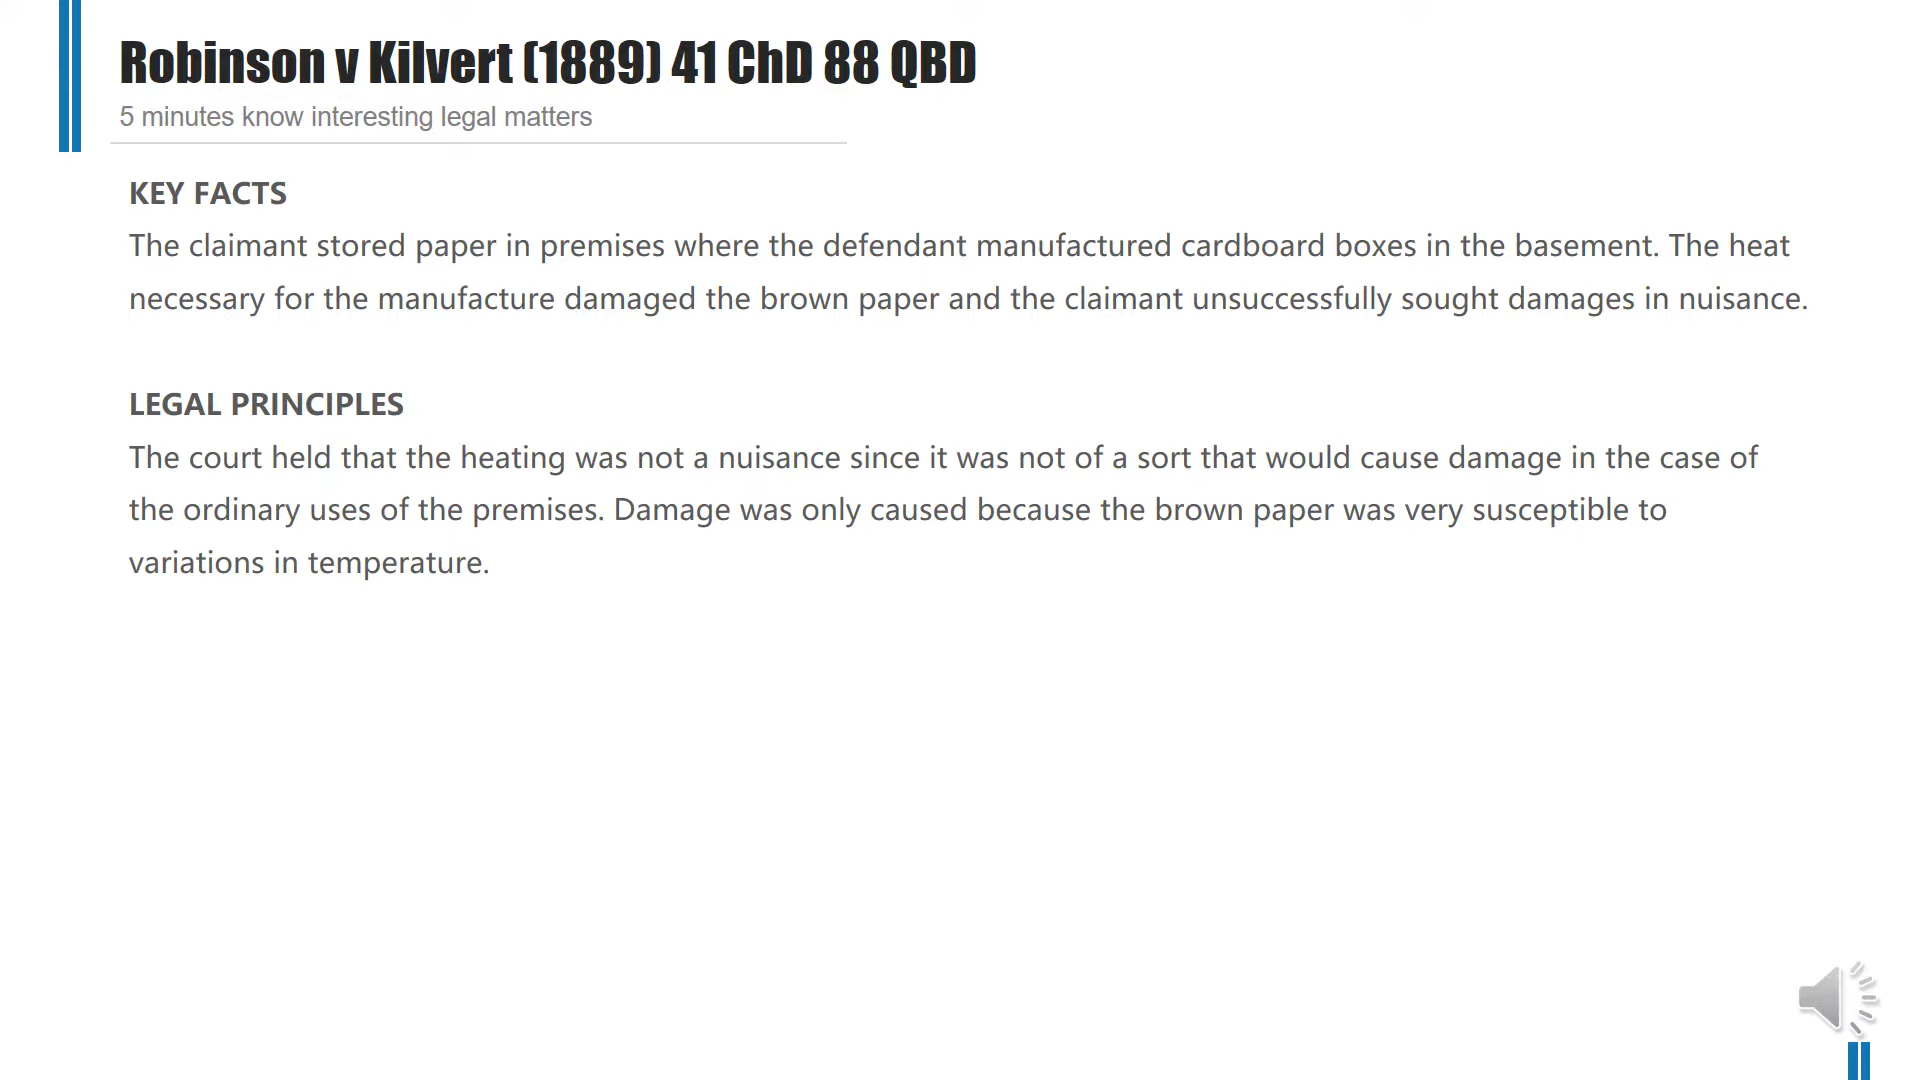 Robinson v Kilvert (1889) 41 ChD 88 QBD
5 minutes know interesting legal matters
KEY FACTS
The claimant stored paper in premises where the defendant manufactured cardboard boxes in the basement. The heat
necessary for the manufacture damaged the brown paper and the claimant unsuccessfully sought damages in nuisance.
LEGAL PRINCIPLES
The court held that the heating was not a nuisance since it was not of a sort that would cause damage in the case of
the ordinary uses of the premises. Damage was only caused because the brown paper was very susceptible to
variations in temperature.